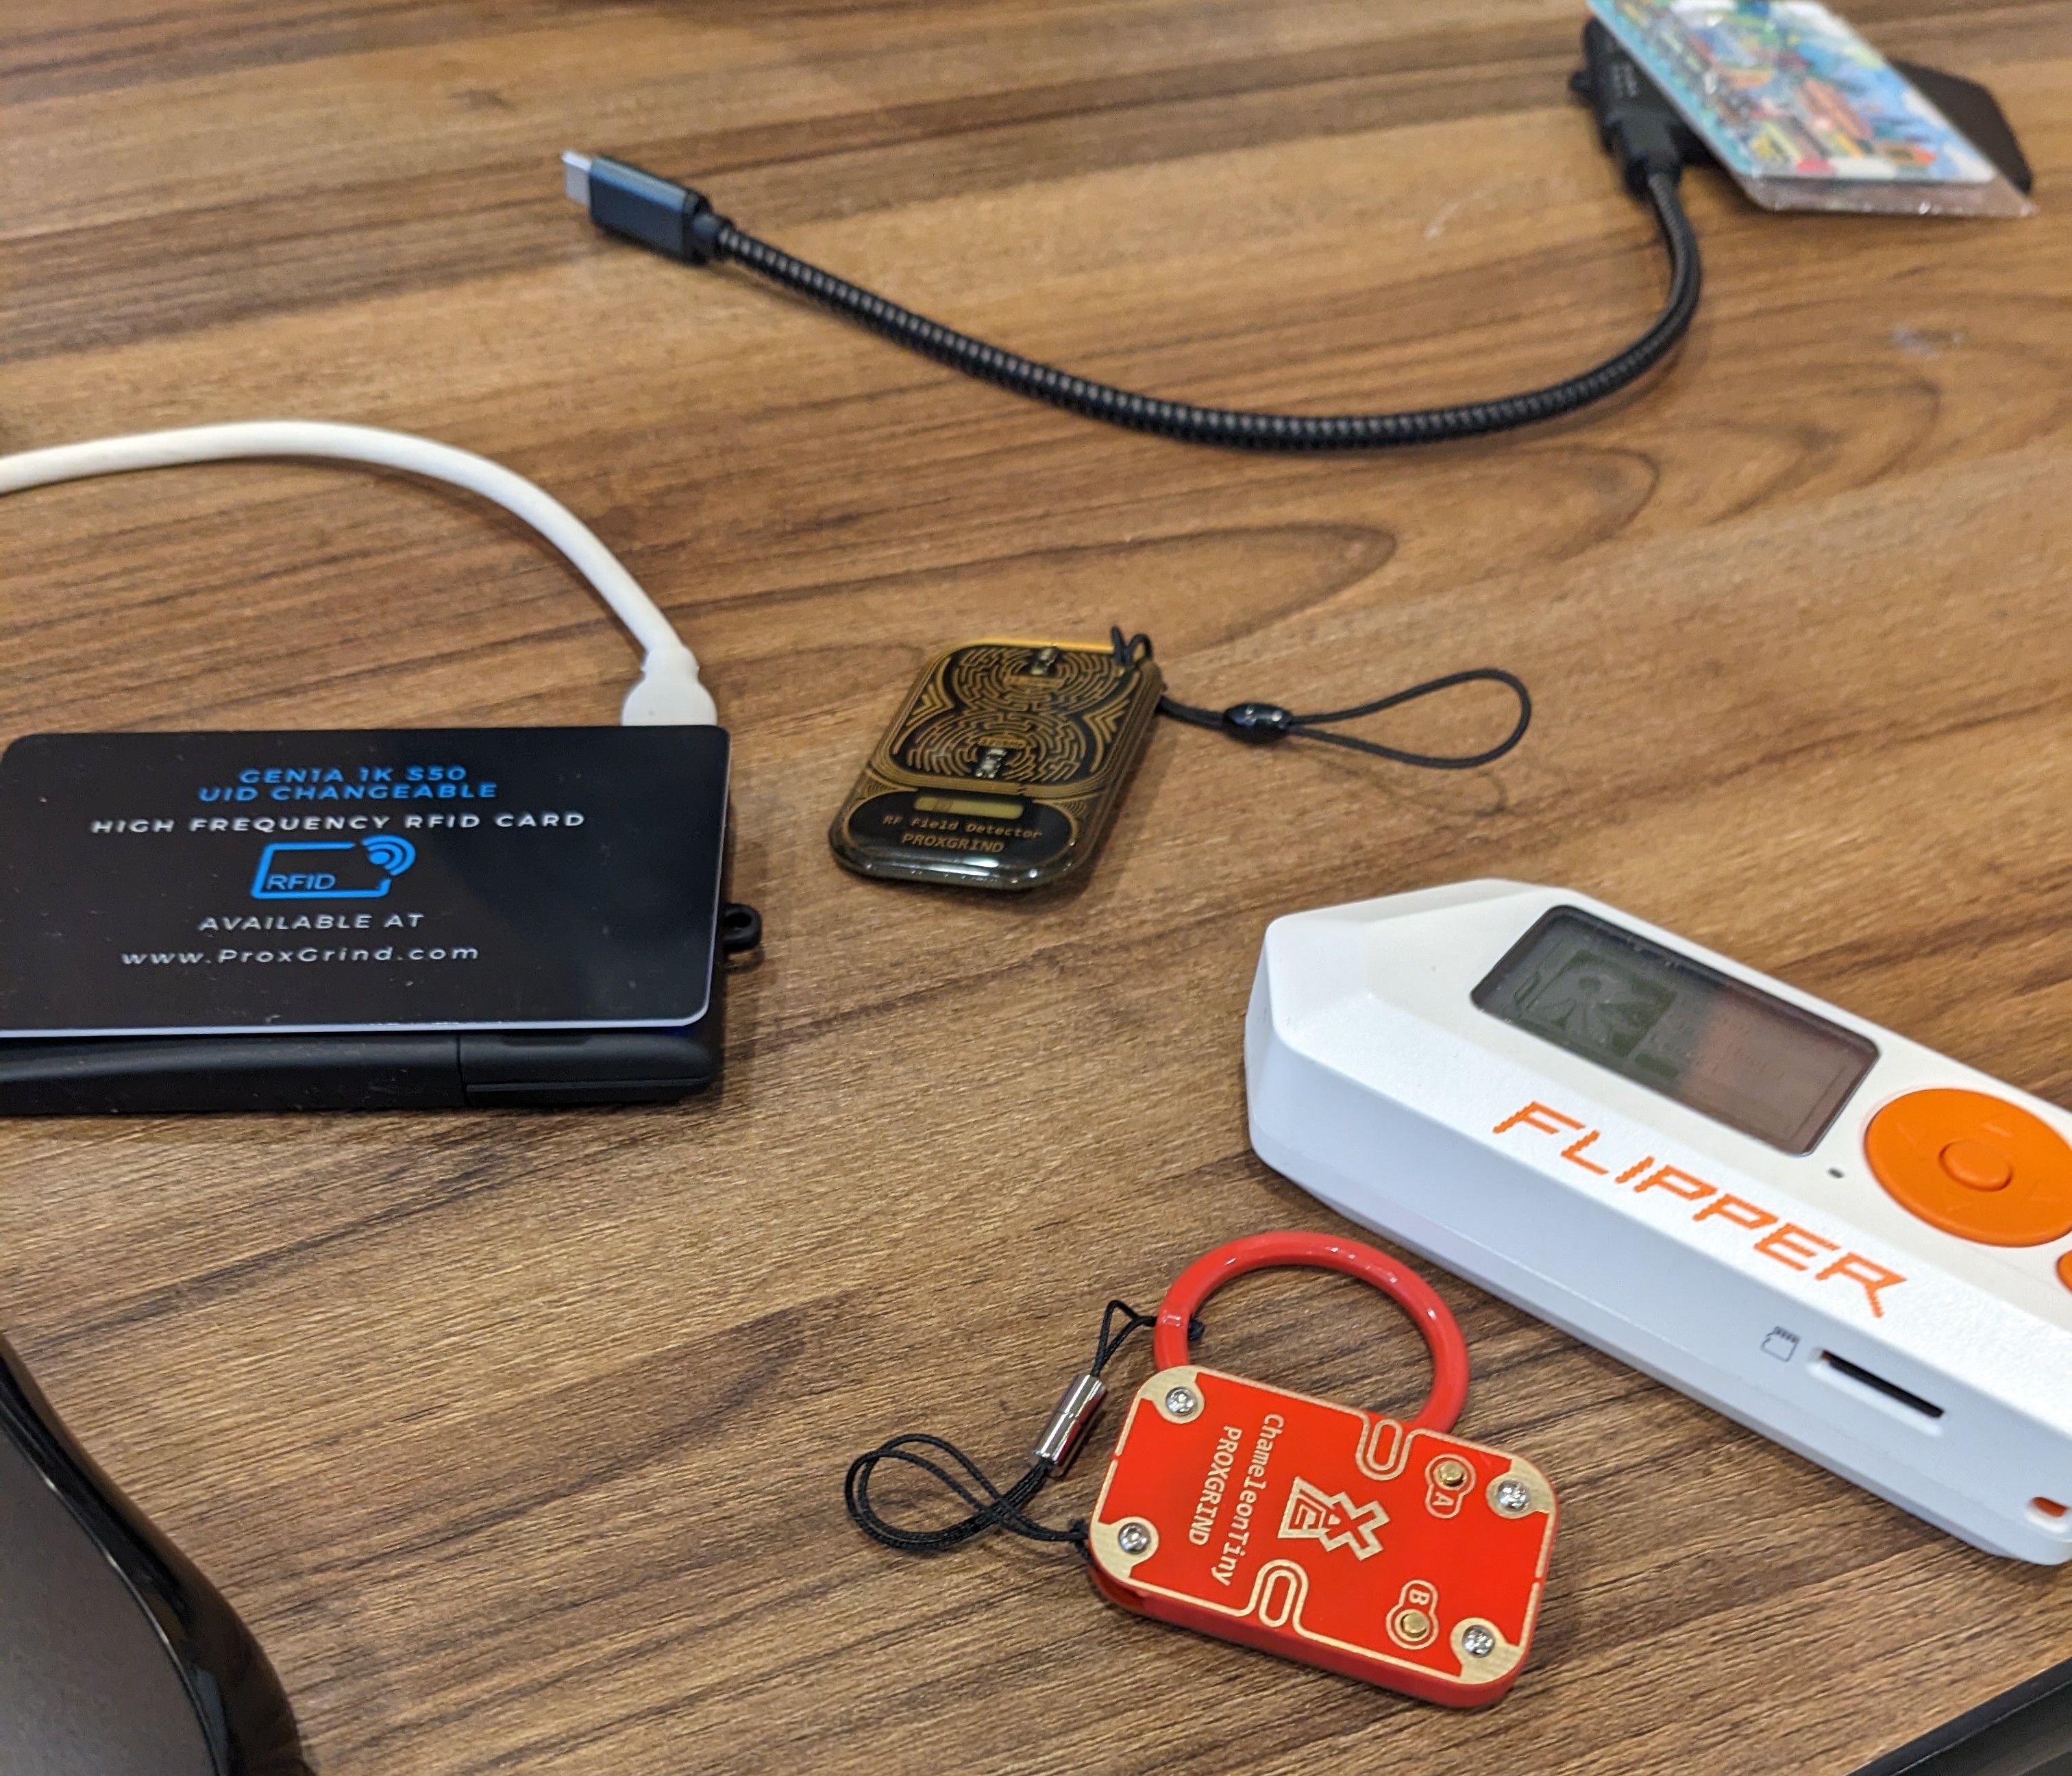 GEN1A 1K S50
UID CHANGEABLE
HIGH FREQUENCY RFID CARD
RFID
AVAILABLE AT
www.ProxGrind.com
RF Field Detector
PROXGRIND
FLIPPER
ChameleonTiny
PROXGRIND
A
B